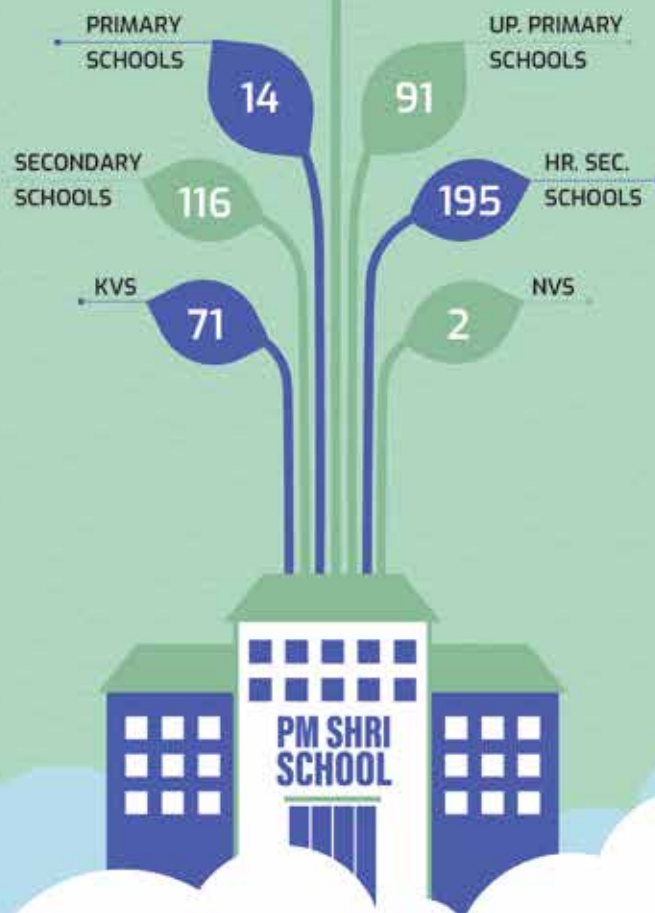 PRIMARY
SCHOOLS
14
UP. PRIMARY
SCHOOLS
91
SECONDARY
SCHOOLS
116
HR. SEC.
SCHOOLS
195
KVS
71
NVS
2
PM SHRI
SCHOOL